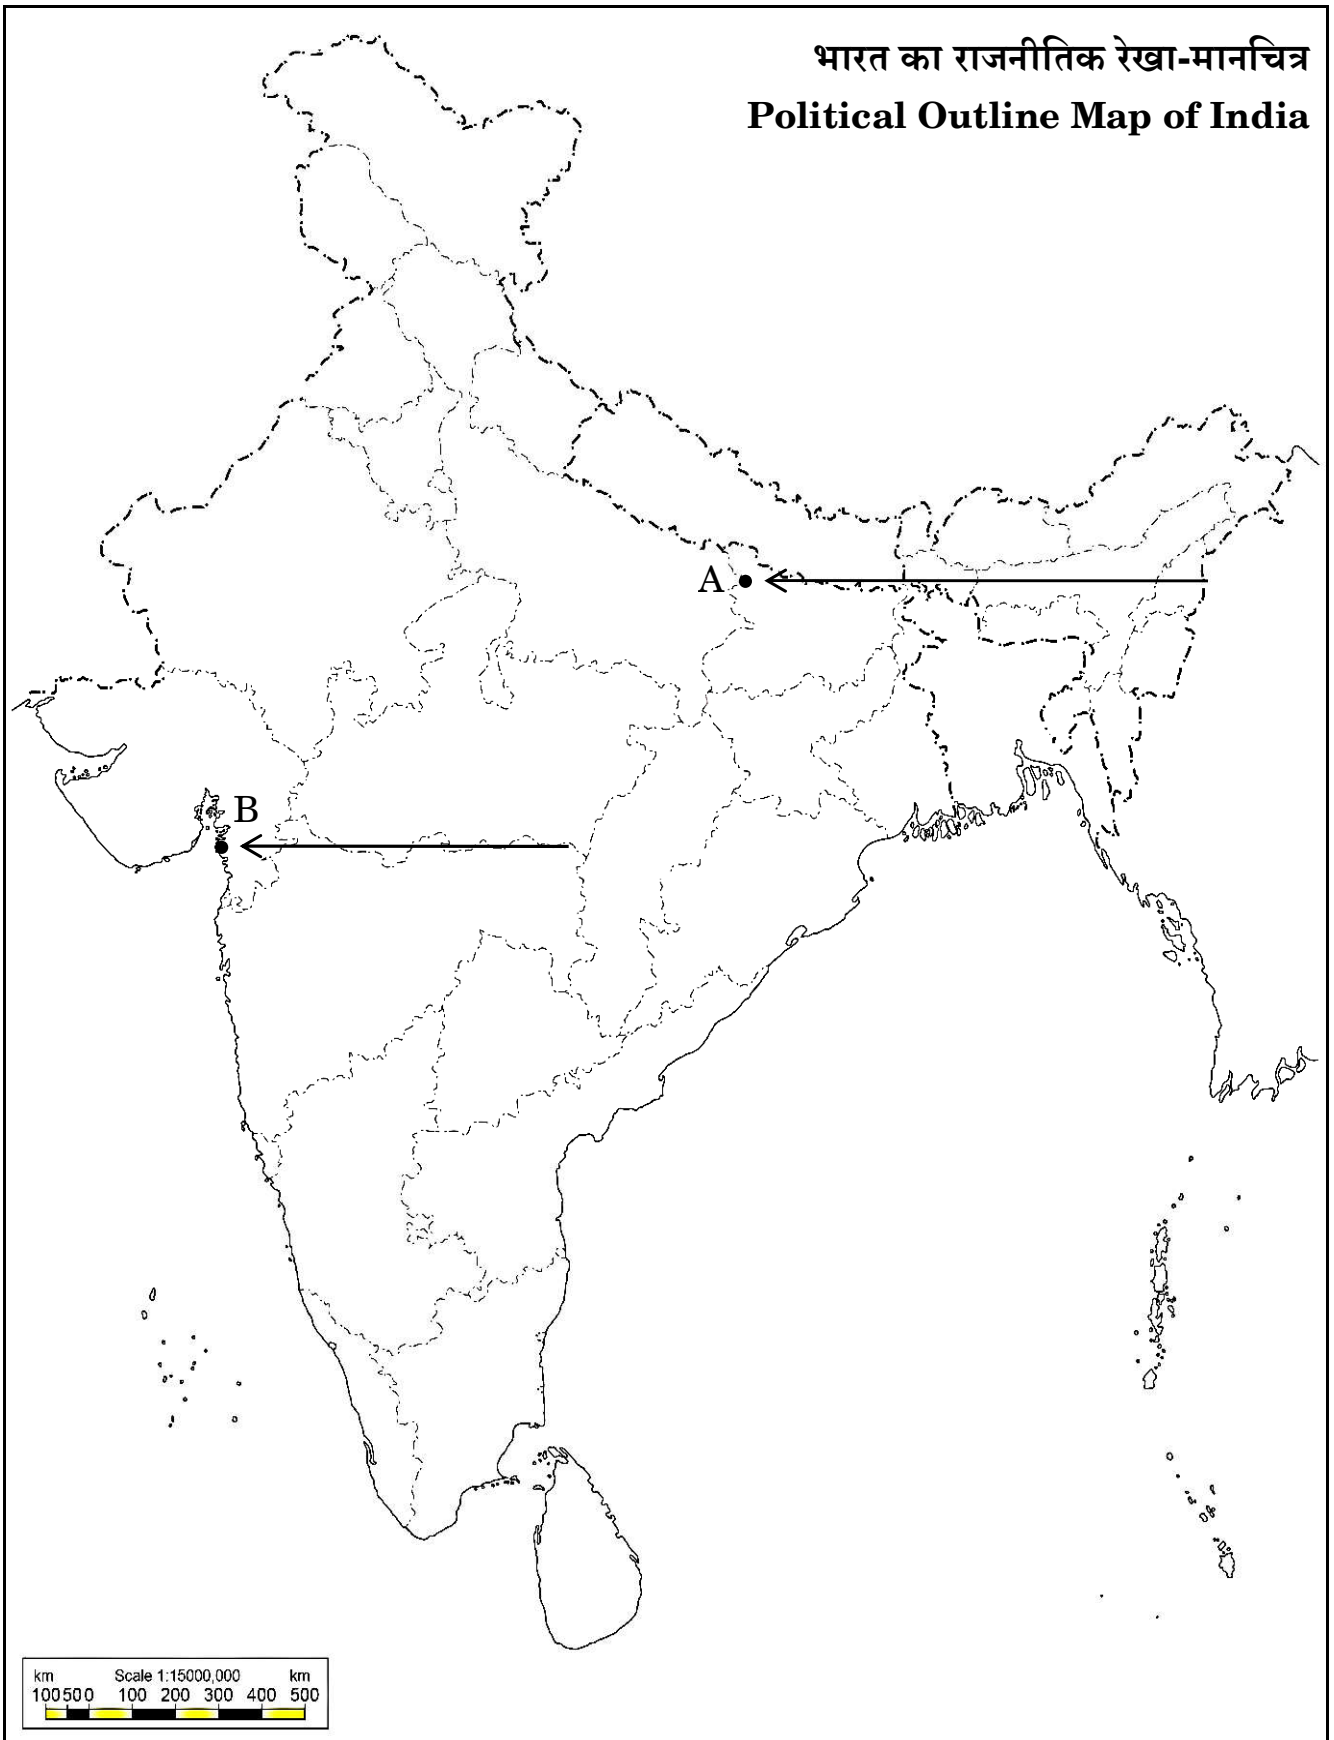 भारत का राजनीतिक रेखा-मानचित्र
Political Outline Map of India
A
B
km Scale 1:15000,000 km
100 50 0 100 200 300 400 500